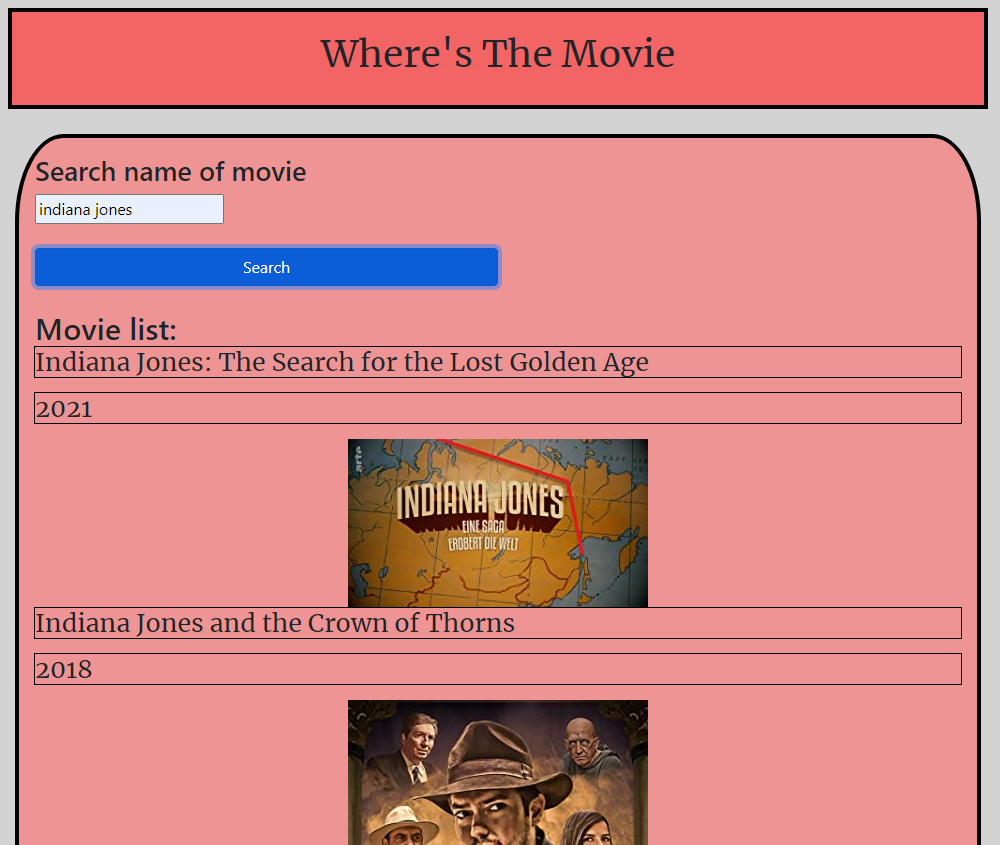 Where's The Movie
Search name of movie
indiana jones
Search
Movie list:
Indiana Jones: The Search for the Lost Golden Age
2021
arte
INDIANA JONES
EINE SAGA
EROBERT DIE WELT
Indiana Jones and the Crown of Thorns
2018